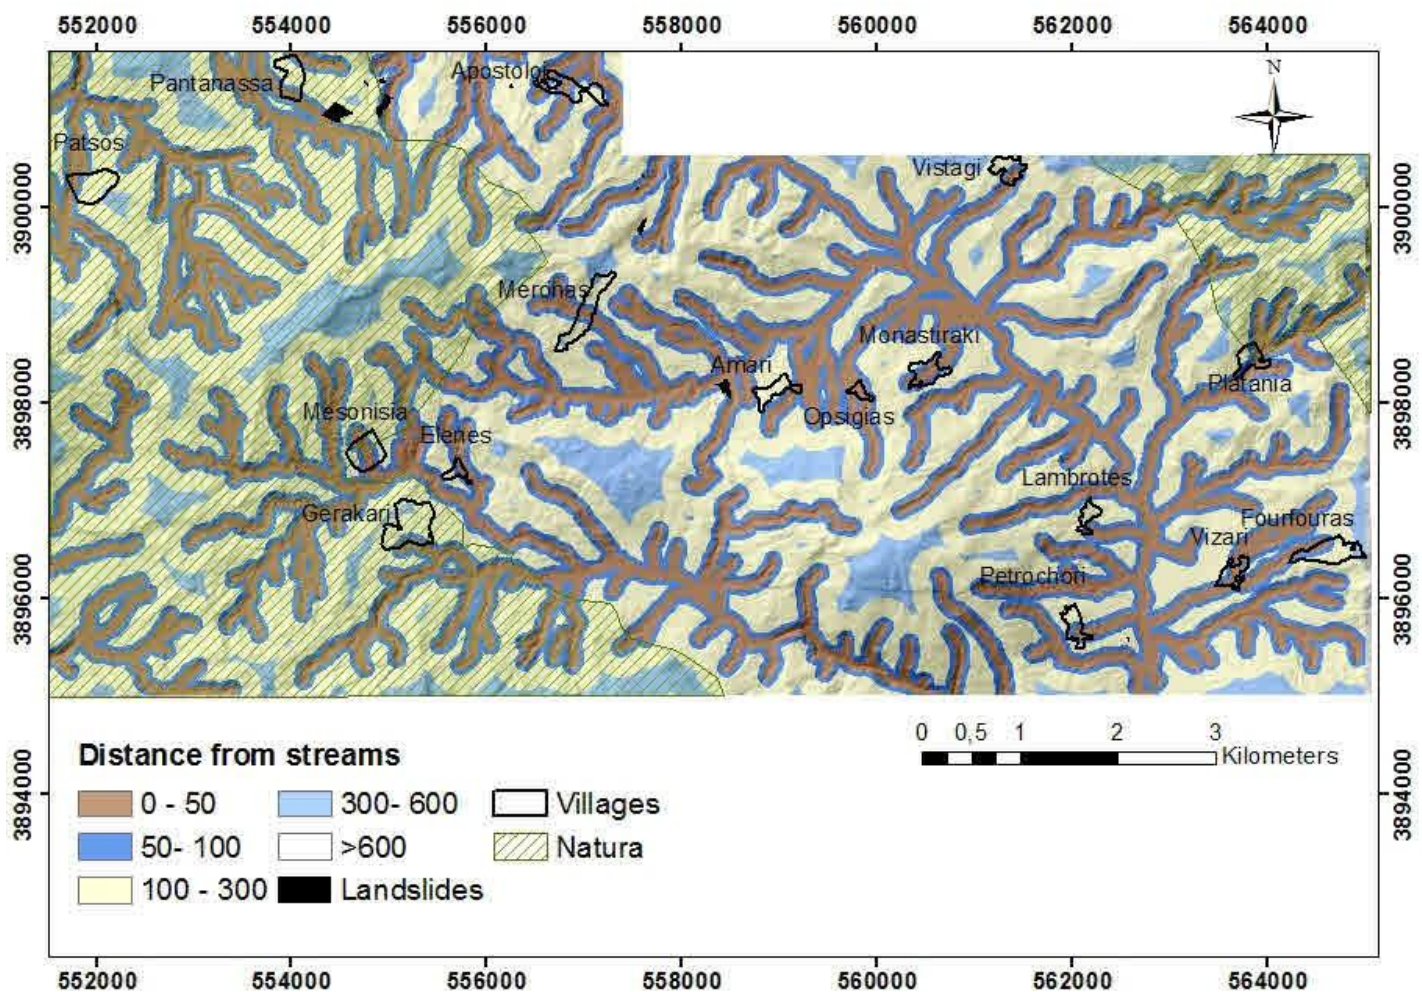 552000 554000 556000 558000 560000 562000 564000
N
Apostoloi
Pantanassa
Patsos
Vistagi
3900000
3900000
Meronas
Monastiraki
Amari
Platania
3898000
3898000
Mesonisia
Opsigias
Elenes
Lambrotes
Gerakari
Fourfouras
Vizari
Petrochori
3896000
3896000
0 0,5 1 2 3
Kilometers
Distance from streams
0 - 50
300- 600
Villages
50- 100
>600
Natura
100 - 300
Landslides
3894000
3894000
552000 554000 556000 558000 560000 562000 564000